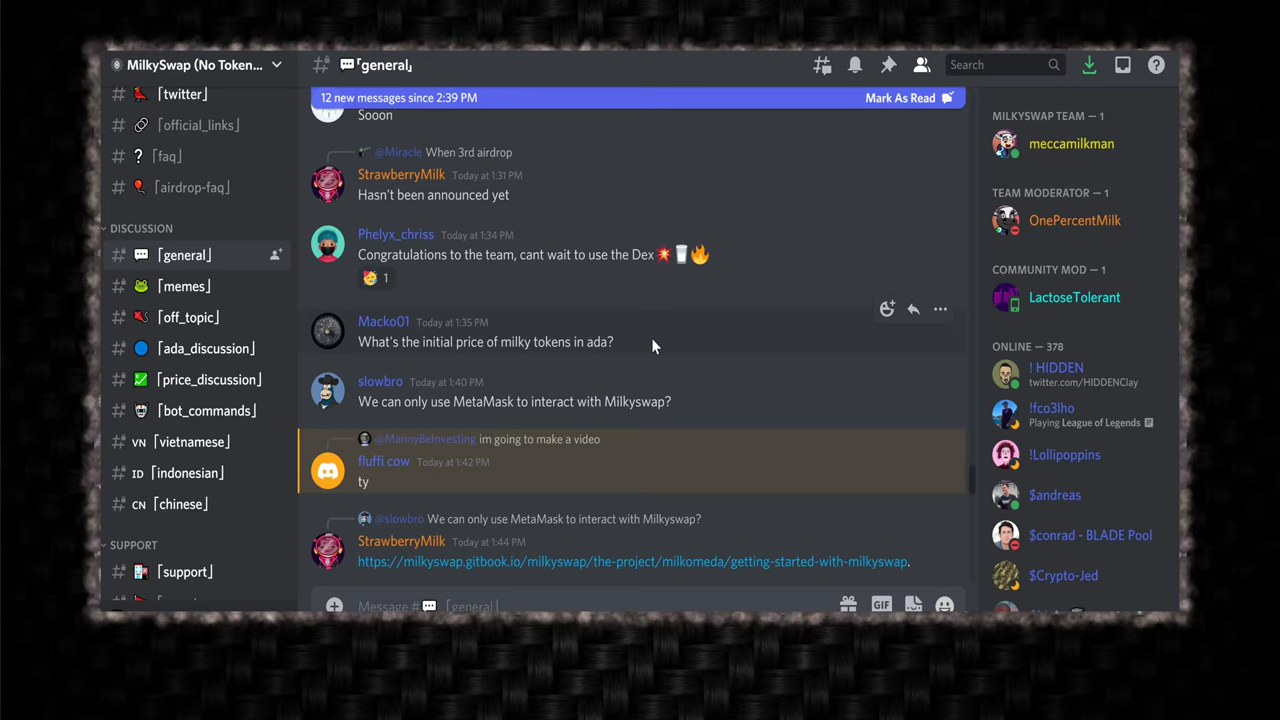 MilkySwap (No Token...
「twitter」
「official_links」
「faq」
「airdrop-faq」
DISCUSSION
「general」
「memes」
「off_topic」
「ada_discussion」
「price_discussion」
「bot_commands」
VN「vietnamese」
ID「indonesian」
CN「chinese」
SUPPORT
「support」
「general」
Search
12 new messages since 2:39 PM
Mark As Read
Sooon
@Miracle When 3rd airdrop
StrawberryMilk Today at 1:31 PM
Hasn't been announced yet
Phelyx_chriss Today at 1:34 PM
Congratulations to the team, cant wait to use the Dex💥🥛🔥
🥳 1
Macko01 Today at 1:35 PM
What's the initial price of milky tokens in ada?
slowbro Today at 1:40 PM
We can only use MetaMask to interact with Milkyswap?
@MannyBeInvesting im going to make a video
fluffi cow Today at 1:42 PM
ty
@slowbro We can only use MetaMask to interact with Milkyswap?
StrawberryMilk Today at 1:44 PM
https://milkyswap.gitbook.io/milkyswap/the-project/milkomeda/getting-started-with-milkyswap.
Message #💬「general」
GIF
MILKYSWAP TEAM — 1
meccamilkman
TEAM MODERATOR — 1
OnePercentMilk
COMMUNITY MOD — 1
LactoseTolerant
ONLINE — 378
! HIDDEN
twitter.com/HIDDENClay
!fco3lho
Playing League of Legends
!Lollipoppins
$andreas
$conrad - BLADE Pool
$Crypto-Jed